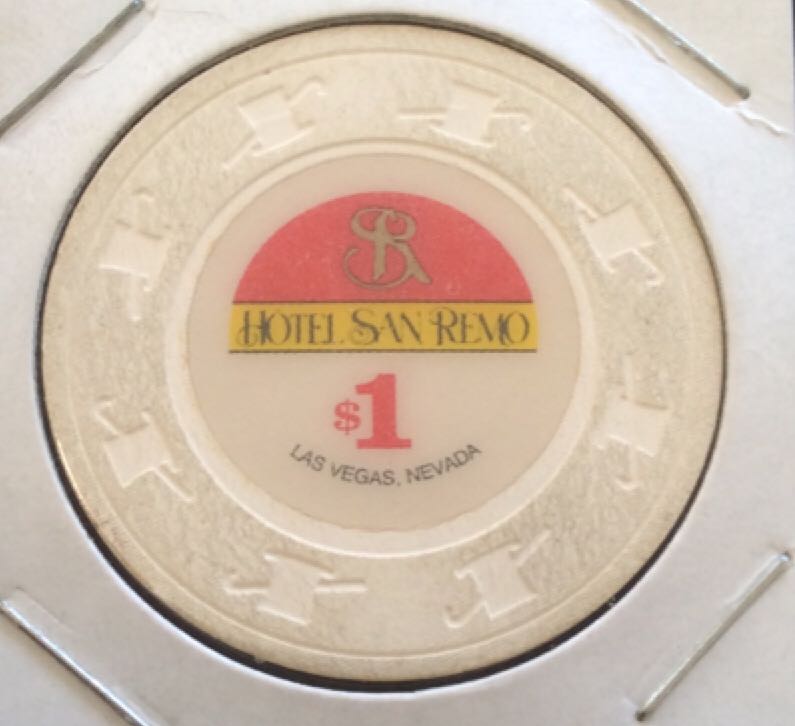 SR
HOTEL SAN REMO
$1
LAS VEGAS, NEVADA